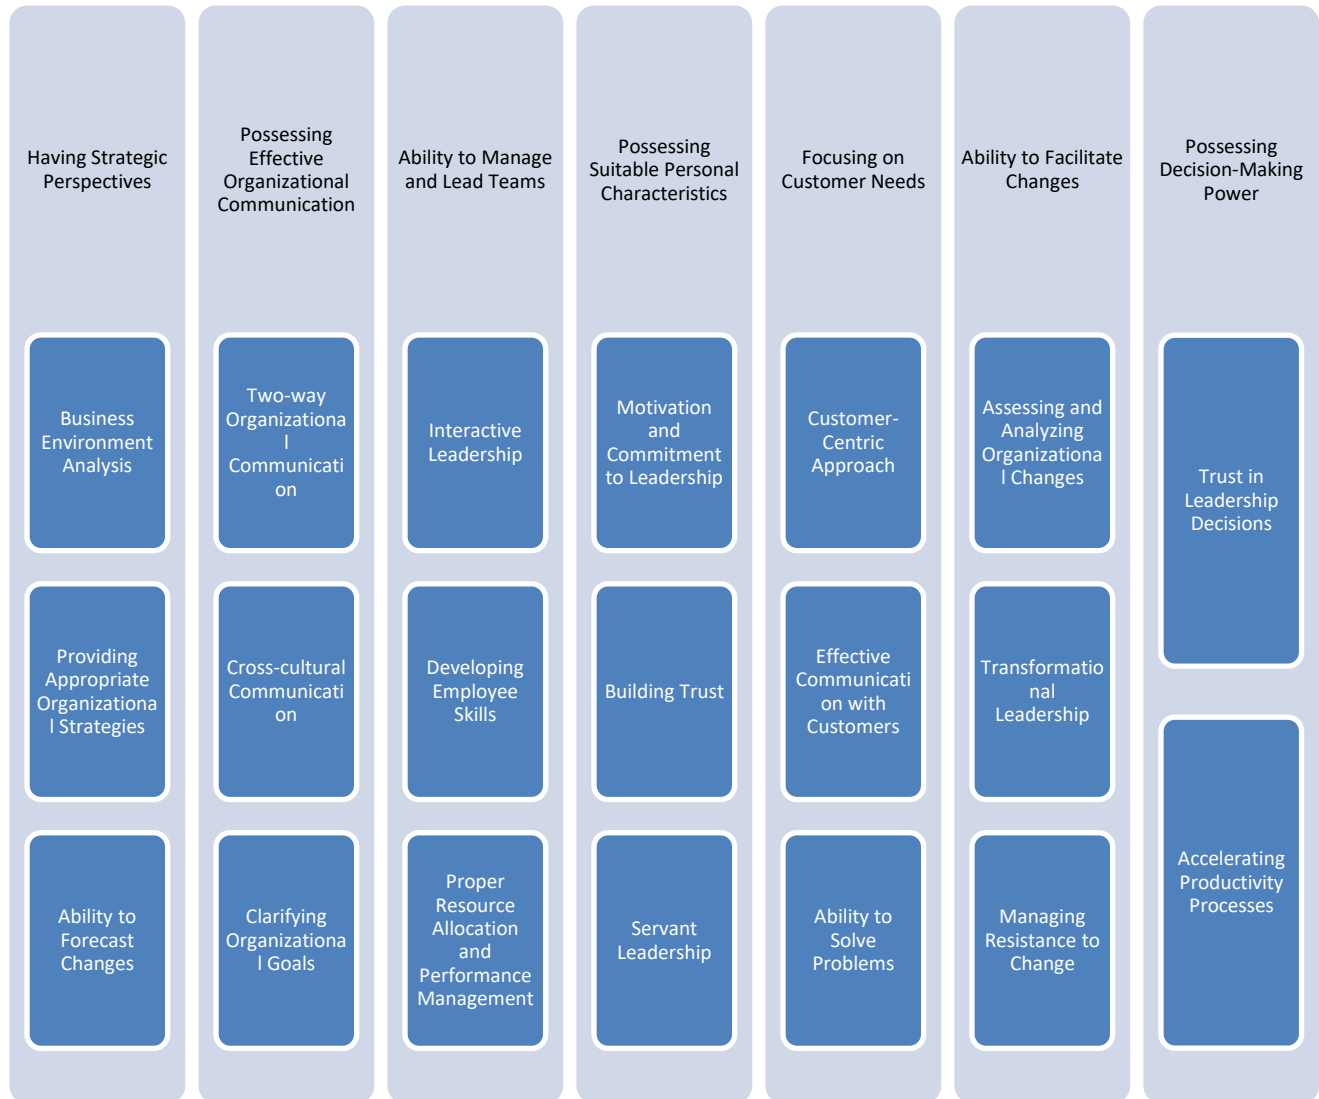 Having Strategic
Perspectives
Business
Environment
Analysis
Providing
Appropriate
Organizationa
l Strategies
Ability to
Forecast
Changes
Possessing
Effective
Organizational
Communication
Two-way
Organizationa
l
Communicati
on
Cross-cultural
Communicati
on
Clarifying
Organizationa
l Goals
Ability to Manage
and Lead Teams
Interactive
Leadership
Developing
Employee
Skills
Proper
Resource
Allocation
and
Performance
Management
Possessing
Suitable Personal
Characteristics
Motivation
and
Commitment
to Leadership
Building Trust
Servant
Leadership
Focusing on
Customer Needs
Customer-
Centric
Approach
Effective
Communicati
on with
Customers
Ability to
Solve
Problems
Ability to Facilitate
Changes
Assessing and
Analyzing
Organizationa
l Changes
Transformatio
nal
Leadership
Managing
Resistance to
Change
Possessing
Decision-Making
Power
Trust in
Leadership
Decisions
Accelerating
Productivity
Processes